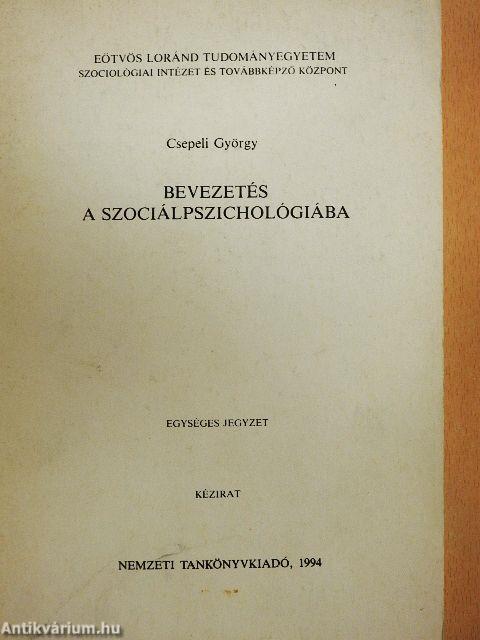 EÖTVÖS LORÁND TUDOMÁNYEGYETEM
SZOCIOLÓGIAI INTÉZET ÉS TOVÁBBKÉPZŐ KÖZPONT
Csepeli György
BEVEZETÉS
A SZOCIÁLPSZICHOLÓGIÁBA
EGYSÉGES JEGYZET
KÉZIRAT
NEMZETI TANKÖNYVKIADÓ, 1994
Antikvárium.hu